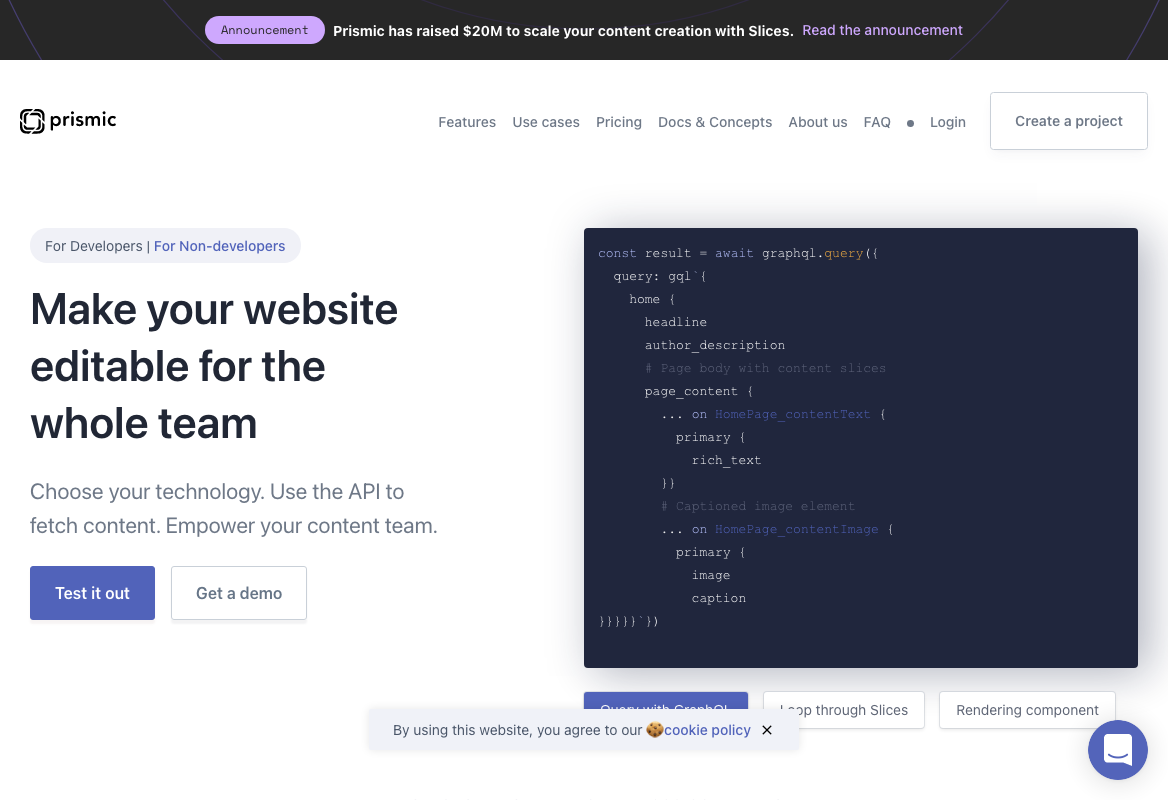 Announcement Prismic has raised $20M to scale your content creation with Slices. Read the announcement
prismic
Features Use cases Pricing Docs & Concepts About us FAQ Login Create a project
For Developers | For Non-developers
Make your website
editable for the
whole team
Choose your technology. Use the API to
fetch content. Empower your content team.
Test it out Get a demo
const result = await graphql.query({
query: gql`{
home {
headline
author_description
# Page body with content slices
page_content {
... on HomePage_contentText {
primary {
rich_text
}}
# Captioned image element
... on HomePage_contentImage {
primary {
image
caption
}}}}}`})
Query with GraphQL Loop through Slices Rendering component
By using this website, you agree to our 🍪cookie policy ✕